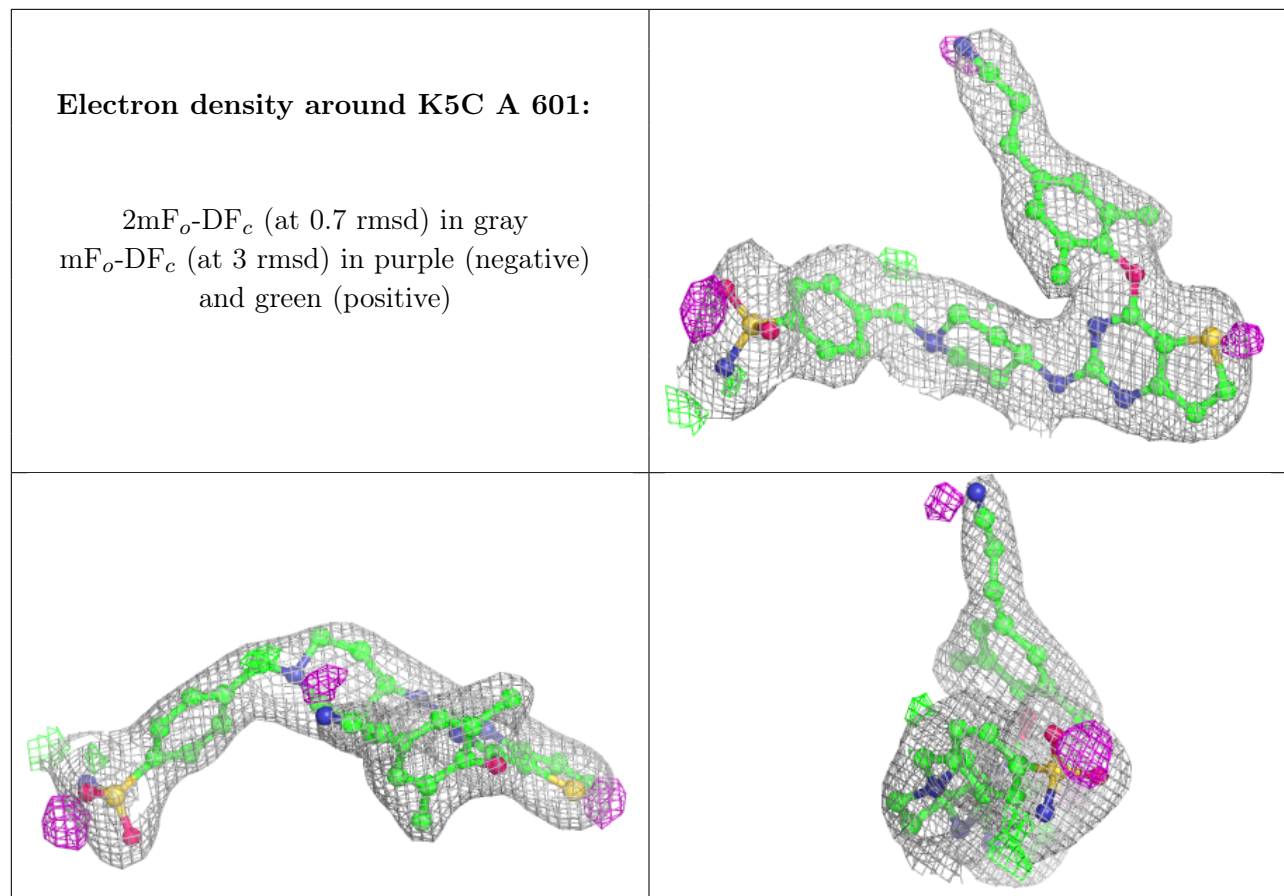 Electron density around K5C A 601:
2mFo-DFc (at 0.7 rmsd) in gray
mFo-DFc (at 3 rmsd) in purple (negative)
and green (positive)